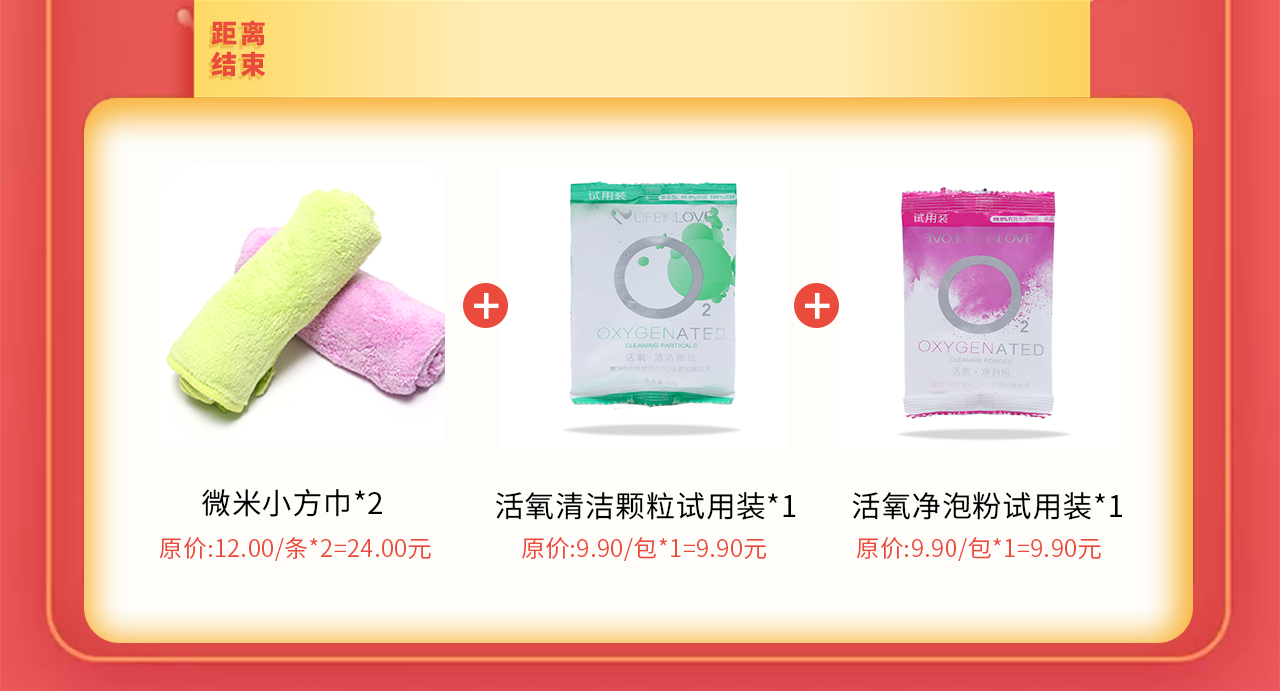 距离
结束
试用装
LIFEINLOVE
2
OXYGENATED
CLEANING PARTICALS
活氧·清洁颗粒
试用装
2
OXYGENATED
CLEANING POWDER
活氧·净泡粉
微米小方巾*2
活氧清洁颗粒试用装*1
活氧净泡粉试用装*1
原价:12.00/条*2=24.00元
原价:9.90/包*1=9.90元
原价:9.90/包*1=9.90元